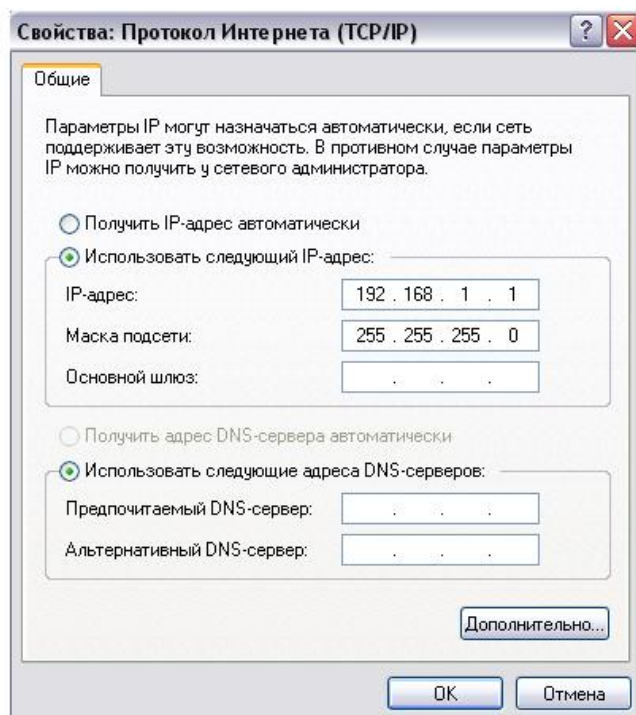 Свойства: Протокол Интернета (TCP/IP)
Общие
Параметры IP могут назначаться автоматически, если сеть
поддерживает эту возможность. В противном случае параметры
IP можно получить у сетевого администратора.
Получить IP-адрес автоматически
Использовать следующий IP-адрес:
IP-адрес: 192 . 168 . 1 . 1
Маска подсети: 255 . 255 . 255 . 0
Основной шлюз: . . .
Получить адрес DNS-сервера автоматически
Использовать следующие адреса DNS-серверов:
Предпочитаемый DNS-сервер: . . .
Альтернативный DNS-сервер: . . .
Дополнительно...
OK Отмена